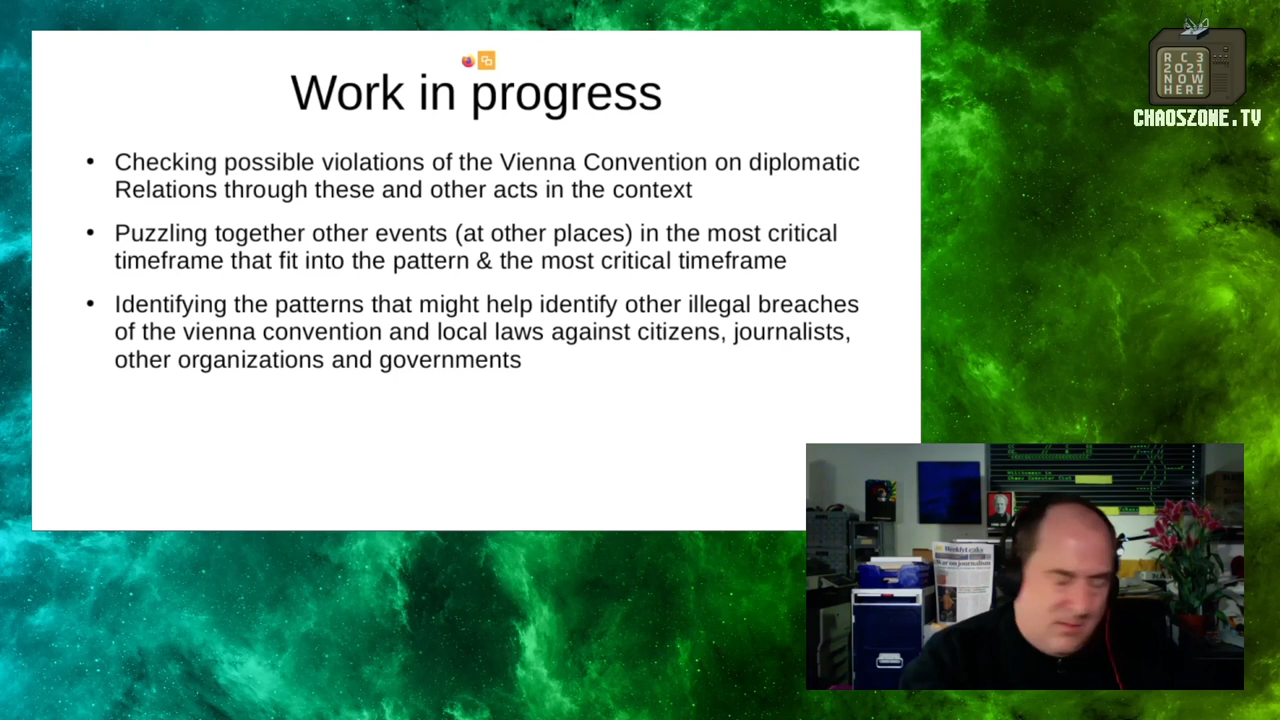 Work in progress
• Checking possible violations of the Vienna Convention on diplomatic
Relations through these and other acts in the context
• Puzzling together other events (at other places) in the most critical
timeframe that fit into the pattern & the most critical timeframe
• Identifying the patterns that might help identify other illegal breaches
of the vienna convention and local laws against citizens, journalists,
other organizations and governments
RC3
2021
NOW
HERE
CHAOSZONE.TV
War on journalism